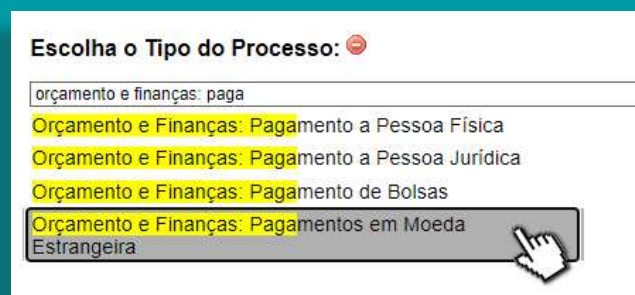 Escolha o Tipo do Processo:
orçamento e finanças: paga
Orçamento e Finanças: Pagamento a Pessoa Física
Orçamento e Finanças: Pagamento a Pessoa Jurídica
Orçamento e Finanças: Pagamento de Bolsas
Orçamento e Finanças: Pagamentos em Moeda
Estrangeira